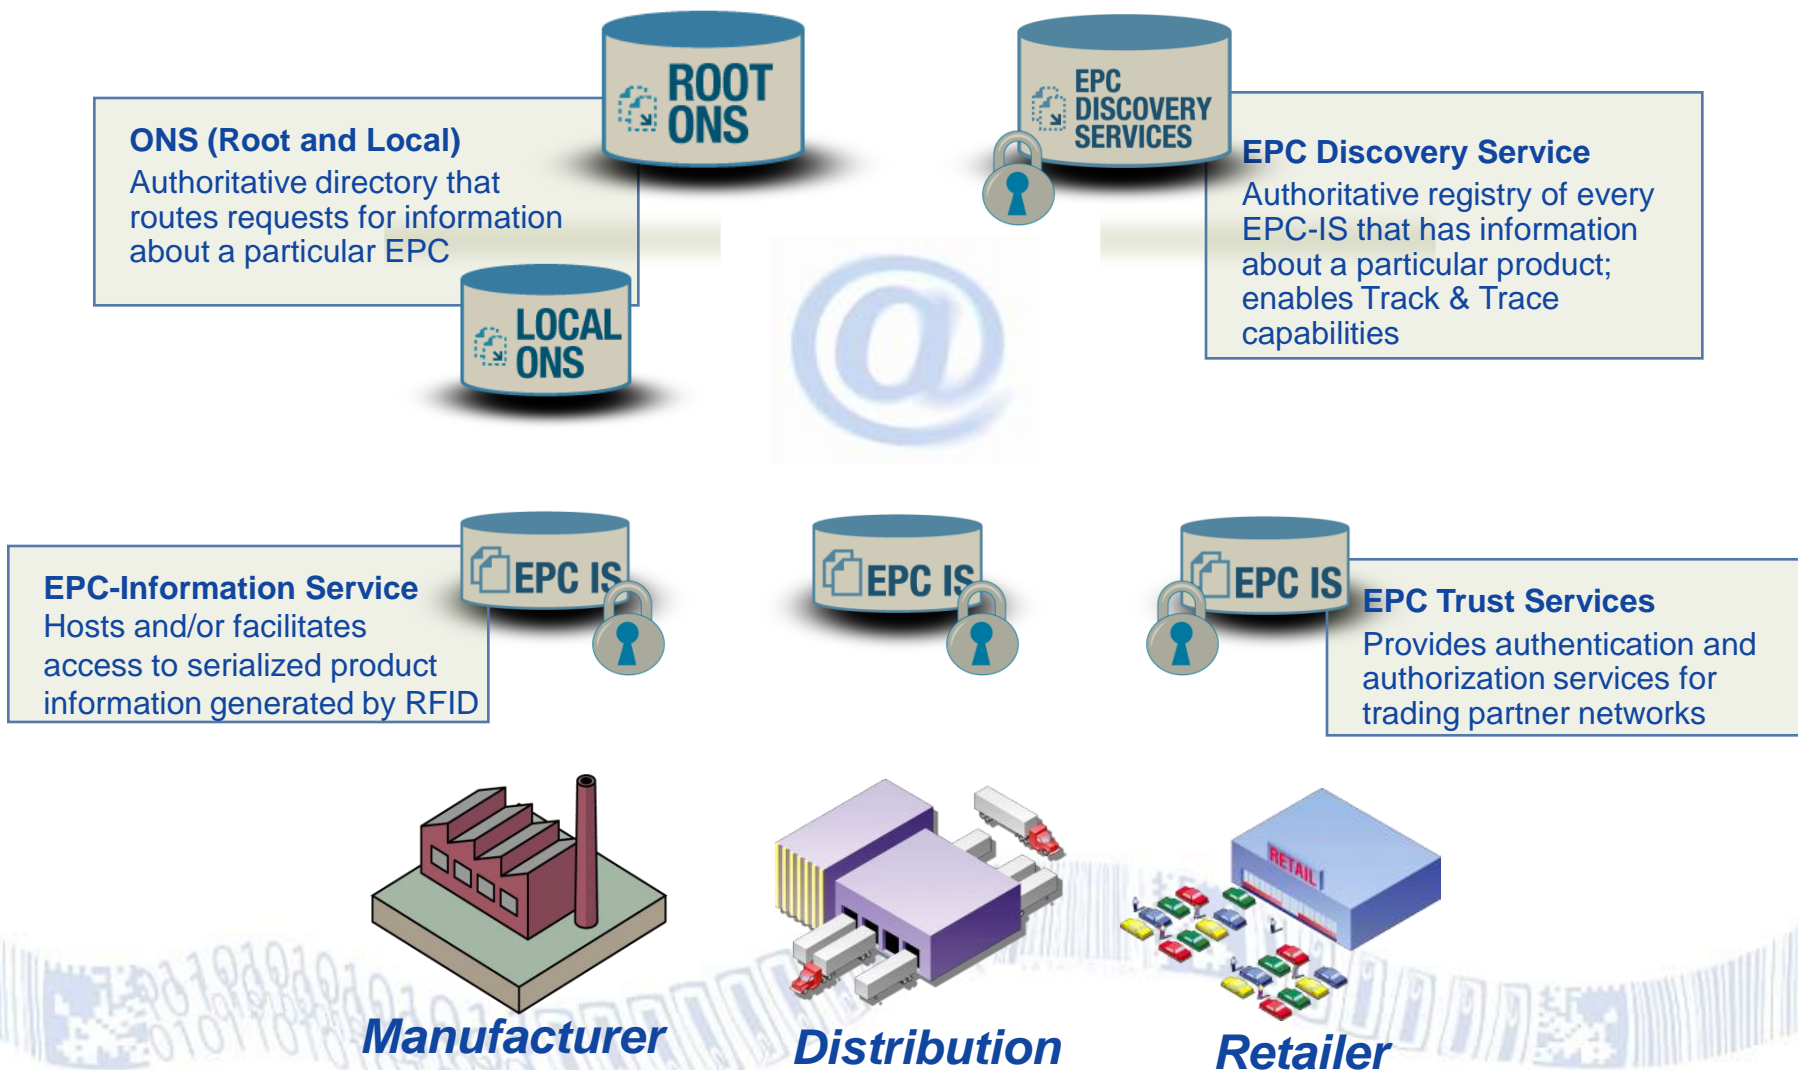 ROOT
ONS
EPC
DISCOVERY
SERVICES
ONS (Root and Local)
Authoritative directory that
routes requests for information
about a particular EPC
EPC Discovery Service
Authoritative registry of every
EPC-IS that has information
about a particular product;
enables Track & Trace
capabilities
LOCAL
ONS
@
EPC IS
EPC IS
EPC IS
EPC-Information Service
Hosts and/or facilitates
access to serialized product
information generated by RFID
EPC Trust Services
Provides authentication and
authorization services for
trading partner networks
RETAIL
Manufacturer
Distribution
Retailer